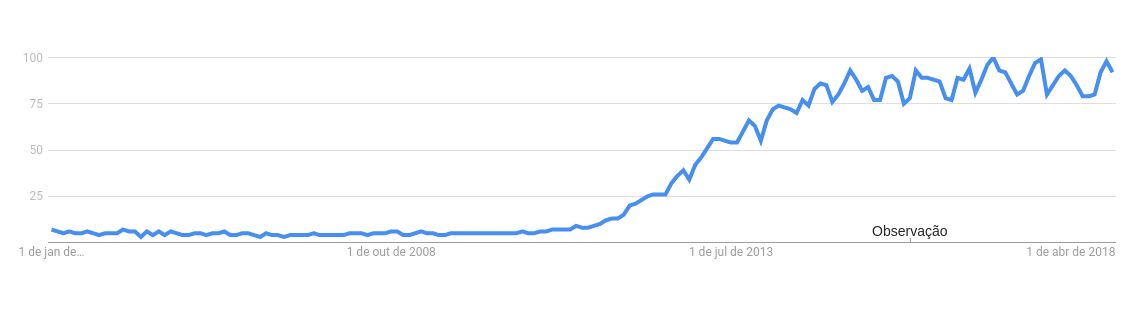 100
75
50
25
Observação
1 de jan de...
1 de out de 2008
1 de jul de 2013
1 de abr de 2018